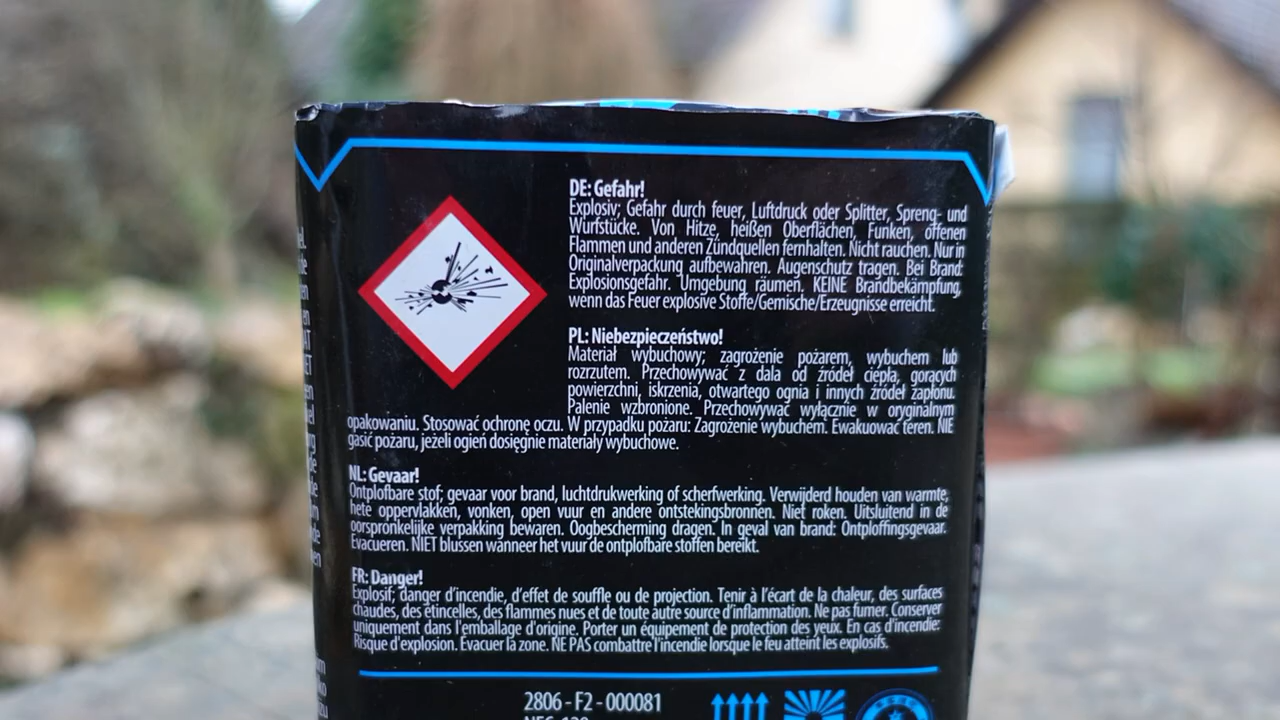 DE: Gefahr!
Explosiv; Gefahr durch feuer, Luftdruck oder Splitter, Spreng- und
Wurfstücke. Von Hitze, heißen Oberflächen, Funken, offenen
Flammen und anderen Zündquellen fernhalten. Nicht rauchen. Nur in
Originalverpackung aufbewahren. Augenschutz tragen. Bei Brand:
Explosionsgefahr. Umgebung räumen. KEINE Brandbekämpfung,
wenn das Feuer explosive Stoffe/Gemische/Erzeugnisse erreicht.
PL: Niebezpieczeństwo!
Materiał wybuchowy; zagrożenie pożarem, wybuchem lub
rozrzutem. Przechowywać z dala od źródeł ciepła, gorących
powierzchni, iskrzenia, otwartego ognia i innych źródeł zapłonu.
Palenie wzbronione. Przechowywać wyłącznie w oryginalnym
opakowaniu. Stosować ochronę oczu. W przypadku pożaru: Zagrożenie wybuchem. Ewakuować teren. NIE
gasić pożaru, jeżeli ogień dosięgnie materiały wybuchowe.
NL: Gevaar!
Ontplofbare stof; gevaar voor brand, luchtdrukwerking of scherfwerking. Verwijderd houden van warmte,
hete oppervlakken, vonken, open vuur en andere ontstekingsbronnen. Niet roken. Uitsluitend in de
oorspronkelijke verpakking bewaren. Oogbescherming dragen. In geval van brand: Ontploffingsgevaar.
Evacueren. NIET blussen wanneer het vuur de ontplofbare stoffen bereikt.
FR: Danger!
Explosif; danger d'incendie, d'effet de souffle ou de projection. Tenir à l'écart de la chaleur, des surfaces
chaudes, des étincelles, des flammes nues et de toute autre source d'inflammation. Ne pas fumer. Conserver
uniquement dans l'emballage d'origine. Porter un équipement de protection des yeux. En cas d'incendie:
Risque d'explosion. Évacuer la zone. NE PAS combattre l'incendie lorsque le feu atteint les explosifs.
2806 - F2 - 000081